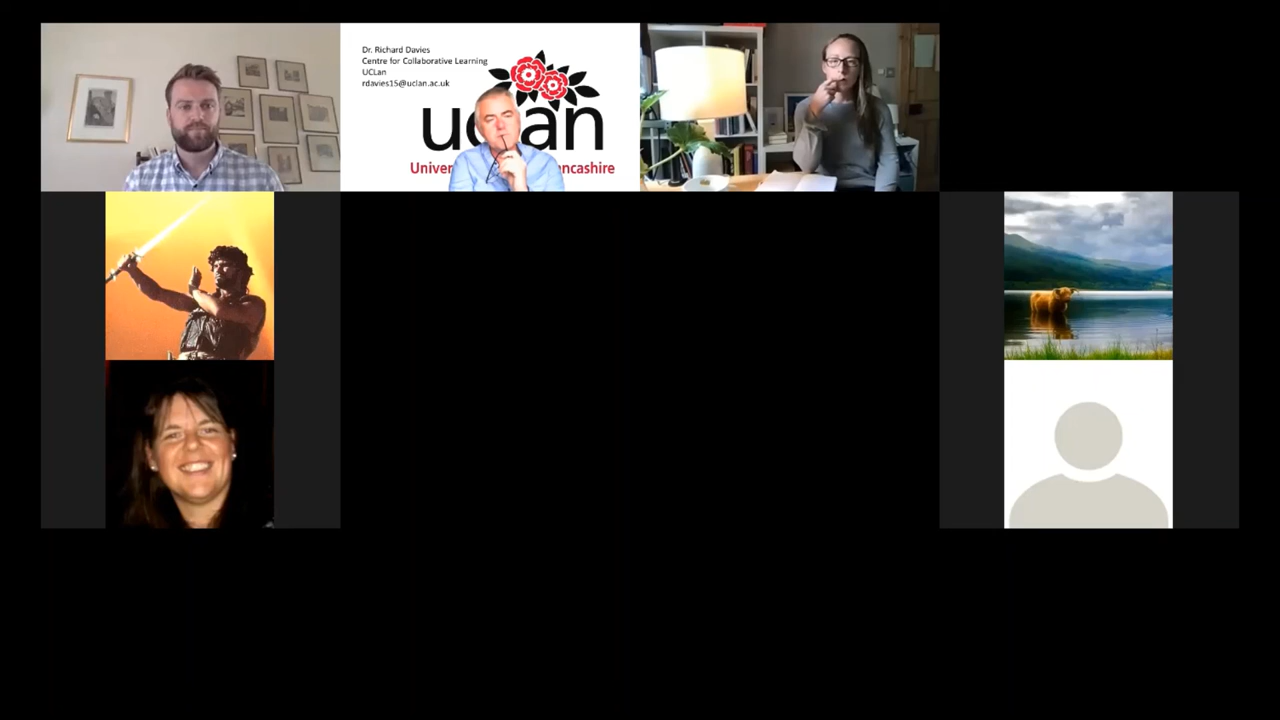 Dr. Richard Davies
Centre for Collaborative Learning
UCLan
rdavies15@uclan.ac.uk
uclan
Univer ncashire